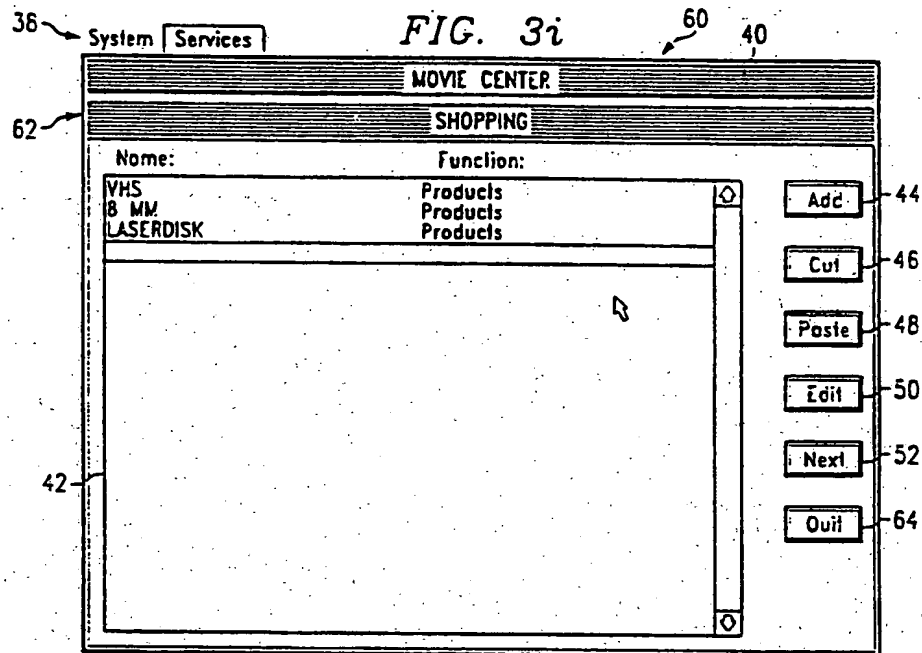 FIG. 3i
38
System Services
60
40
MOVIE CENTER
62
SHOPPING
Name: Function:
VHS Products
8 MM Products
LASERDISK Products
Add 44
Cut 46
Paste 48
Edit 50
Next 52
42
Quit 64